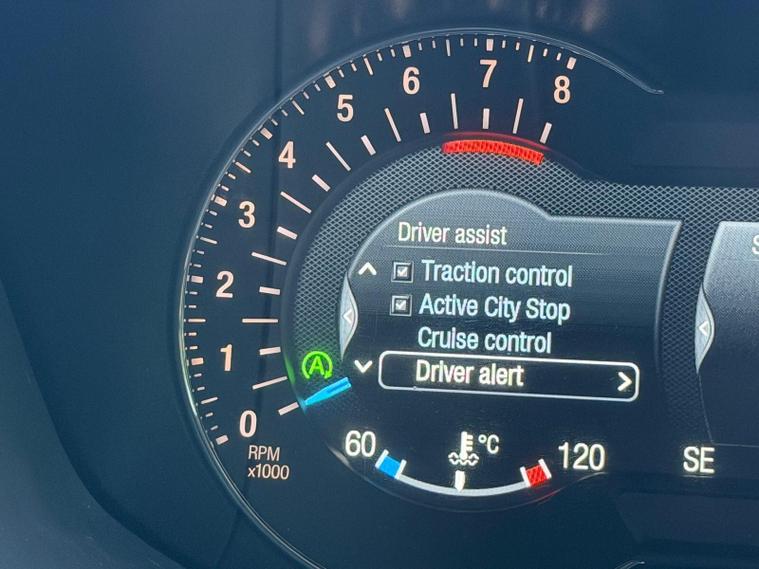 8
7
6
5
4
3
2
1
0
RPM
x1000
Driver assist
Traction control
Active City Stop
Cruise control
Driver alert
A
60
°C
120
SE
S